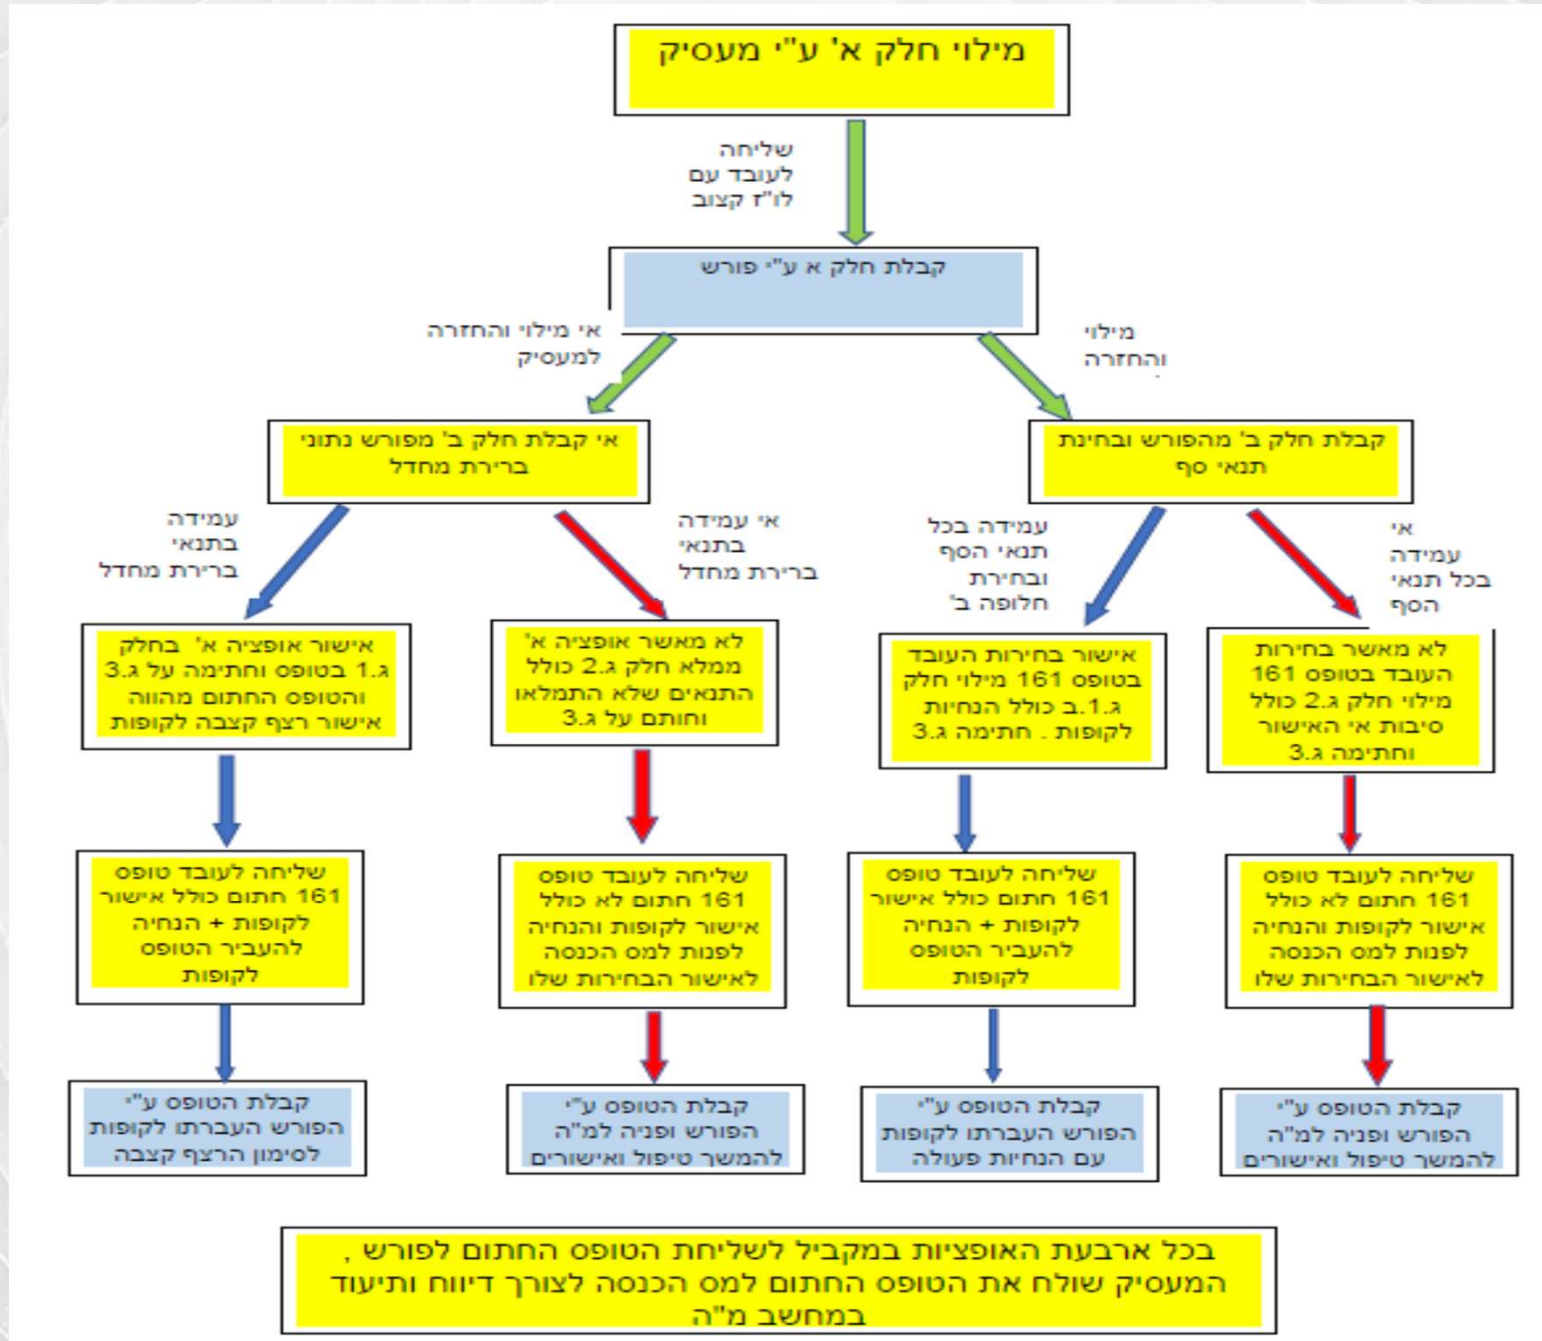 מילוי חלק א' ע"י מעסיק
שליחה
לעובד עם
לו"ז קצוב
קבלת חלק א ע"י פורש
מילוי
והחזרה
אי מילוי והחזרה
למעסיק
קבלת חלק ב' מהפורש ובחינת
תנאי סף
אי קבלת חלק ב' מפורש נתוני
ברירת מחדל
אי
עמידה
בכל תנאי
הסף
עמידה בכל
תנאי הסף
ובחירת
חלופה ב'
אי עמידה
בתנאי
ברירת מחדל
עמידה
בתנאי
ברירת מחדל
לא מאשר בחירות
העובד בטופס 161
מילוי חלק ג.2 כולל
סיבות אי האישור
וחתימה ג.3
אישור בחירות העובד
בטופס 161 מילוי חלק
ג.1.ב כולל הנחיות
לקופות . חתימה ג.3
לא מאשר אופציה א'
ממלא חלק ג.2 כולל
התנאים שלא התמלאו
וחותם על ג.3
אישור אופציה א' בחלק
ג.1 בטופס וחתימה על ג.3
והטופס החתום מהווה
אישור רצף קצבה לקופות
שליחה לעובד טופס
161 חתום לא כולל
אישור לקופות והנחיה
לפנות למס הכנסה
לאישור הבחירות שלו
שליחה לעובד טופס
161 חתום כולל אישור
לקופות + הנחיה
להעביר הטופס
לקופות
שליחה לעובד טופס
161 חתום לא כולל
אישור לקופות והנחיה
לפנות למס הכנסה
לאישור הבחירות שלו
שליחה לעובד טופס
161 חתום כולל אישור
לקופות + הנחיה
להעביר הטופס
לקופות
קבלת הטופס ע"י
הפורש ופניה למ"ה
להמשך טיפול ואישורים
קבלת הטופס ע"י
הפורש העברתו לקופות
עם הנחיות פעולה
קבלת הטופס ע"י
הפורש ופניה למ"ה
להמשך טיפול ואישורים
קבלת הטופס ע"י
הפורש העברתו לקופות
לסימון הרצף קצבה
בכל ארבעת האופציות במקביל לשליחת הטופס החתום לפורש ,
המעסיק שולח את הטופס החתום למס הכנסה לצורך דיווח ותיעוד
במחשב מ"ה